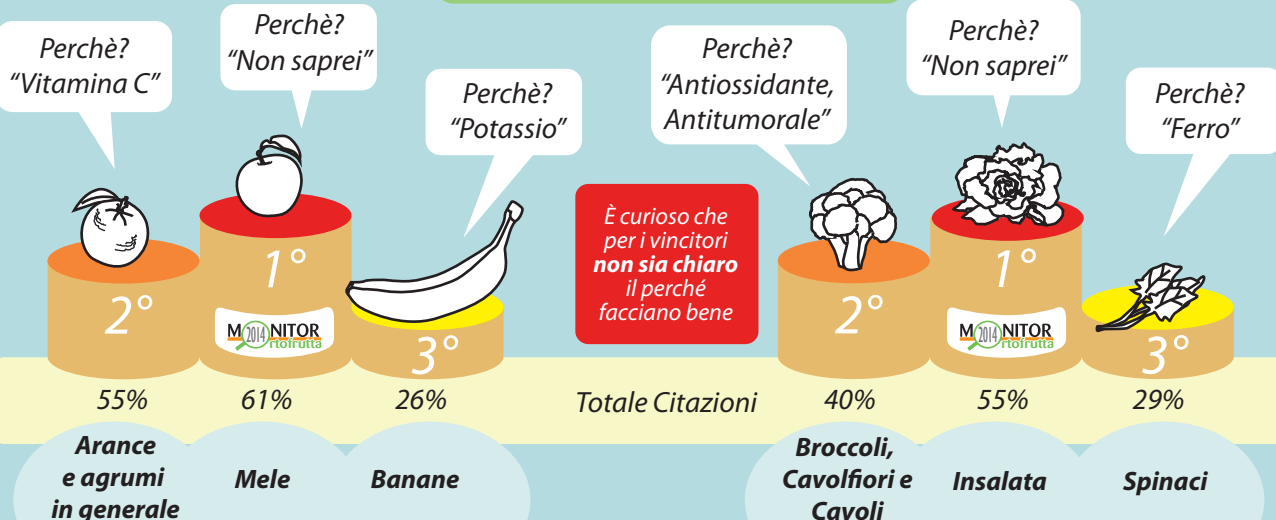 Perchè?
“Vitamina C”
Perchè?
“Non saprei”
Perchè?
“Potassio”
Perchè?
“Antiossidante,
Antitumorale”
Perchè?
“Non saprei”
Perchè?
“Ferro”
È curioso che
per i vincitori
non sia chiaro
il perché
facciano bene
2°
1°
MONITOR
2014
rtofrutta
3°
2°
1°
MONITOR
2014
rtofrutta
3°
55%
61%
26%
Totale Citazioni
40%
55%
29%
Arance
e agrumi
in generale
Mele
Banane
Broccoli,
Cavolfiori e
Cavoli
Insalata
Spinaci